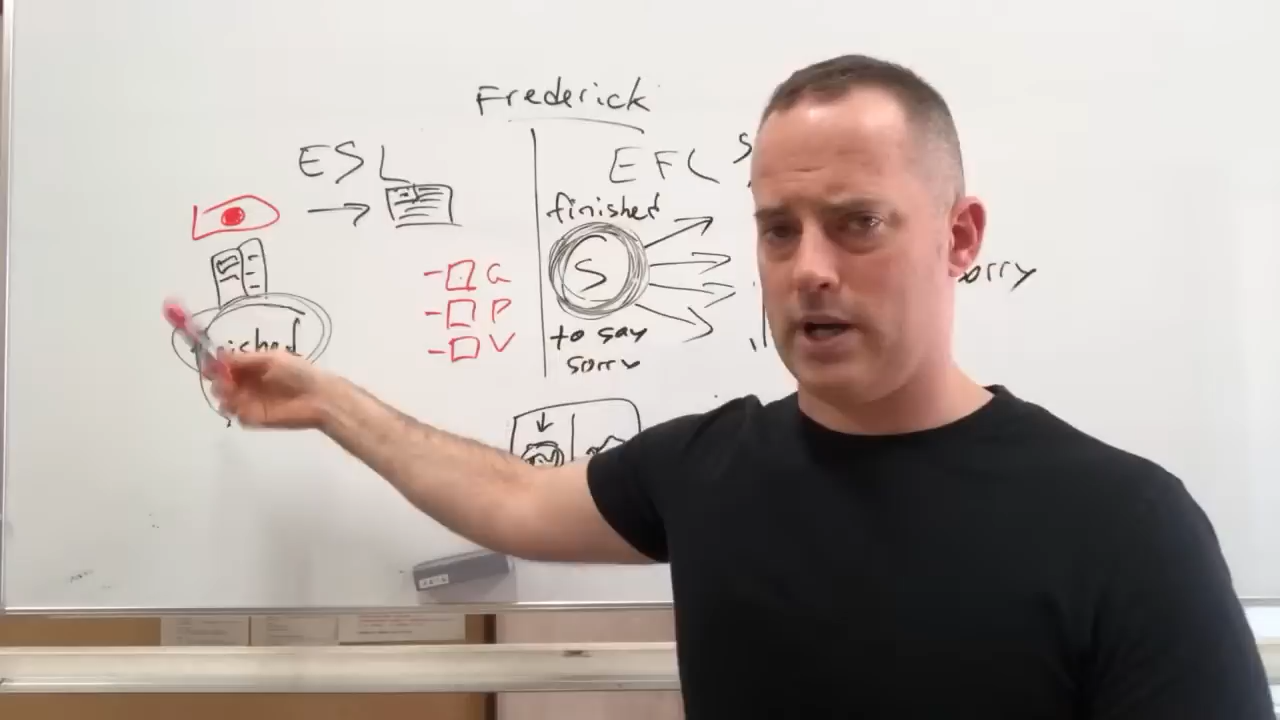 Frederick
ESL
EFL S
finished
S
to say
sorry
orry
G
P
V